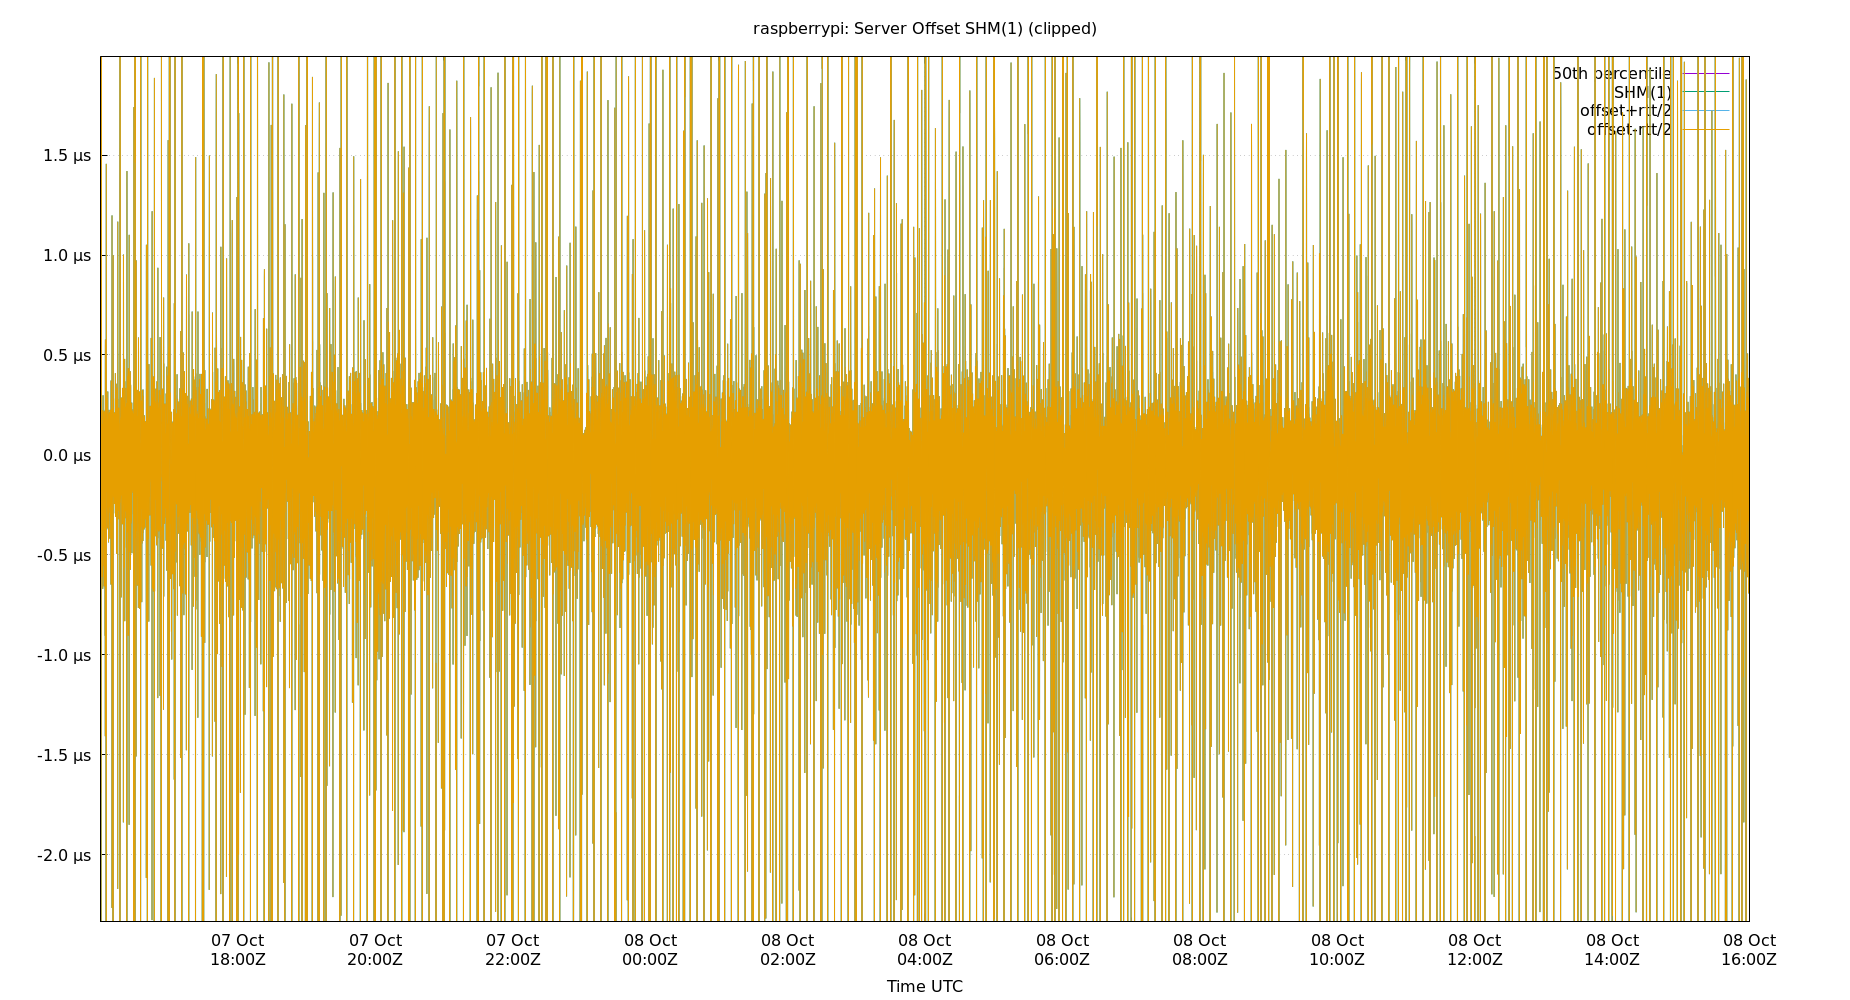 raspberrypi: Server Offset SHM(1) (clipped)
50th percentile
SHM(1)
offset+rtt/2
offset-rtt/2
1.5 µs
1.0 µs
0.5 µs
0.0 µs
-0.5 µs
-1.0 µs
-1.5 µs
-2.0 µs
07 Oct 07 Oct 07 Oct 08 Oct 08 Oct 08 Oct 08 Oct 08 Oct 08 Oct 08 Oct 08 Oct 08 Oct
18:00Z 20:00Z 22:00Z 00:00Z 02:00Z 04:00Z 06:00Z 08:00Z 10:00Z 12:00Z 14:00Z 16:00Z
Time UTC